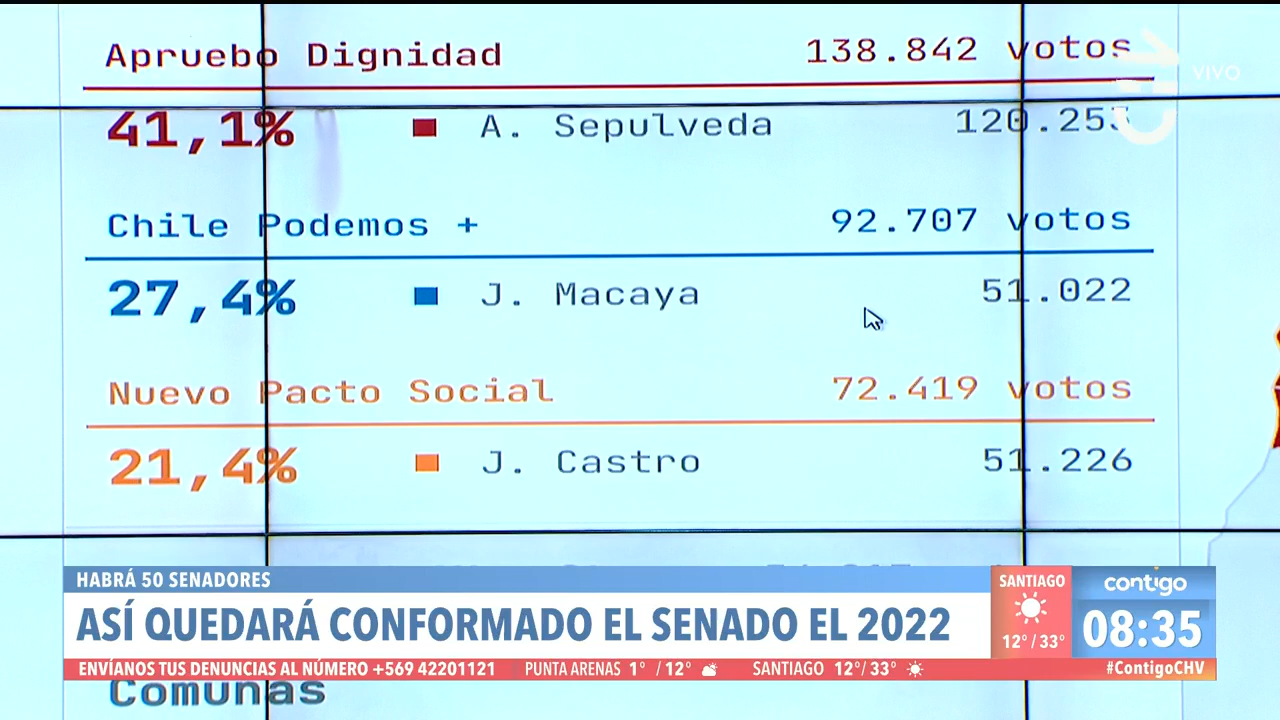 Apruebo Dignidad 138.842 votos
VIVO
41,1% A. Sepulveda
Chile Podemos + 92.707 votos
27,4% J. Macaya 51.022
Nuevo Pacto Social 72.419 votos
21,4% J. Castro 51.226
HABRÁ 50 SENADORES
ASÍ QUEDARÁ CONFORMADO EL SENADO EL 2022
SANTIAGO
12°/33°
contigo
08:35
ENVÍANOS TUS DENUNCIAS AL NÚMERO +569 42201121 PUNTA ARENAS 1° / 12° SANTIAGO 12°/33°
#ContigoCHV
Comunas